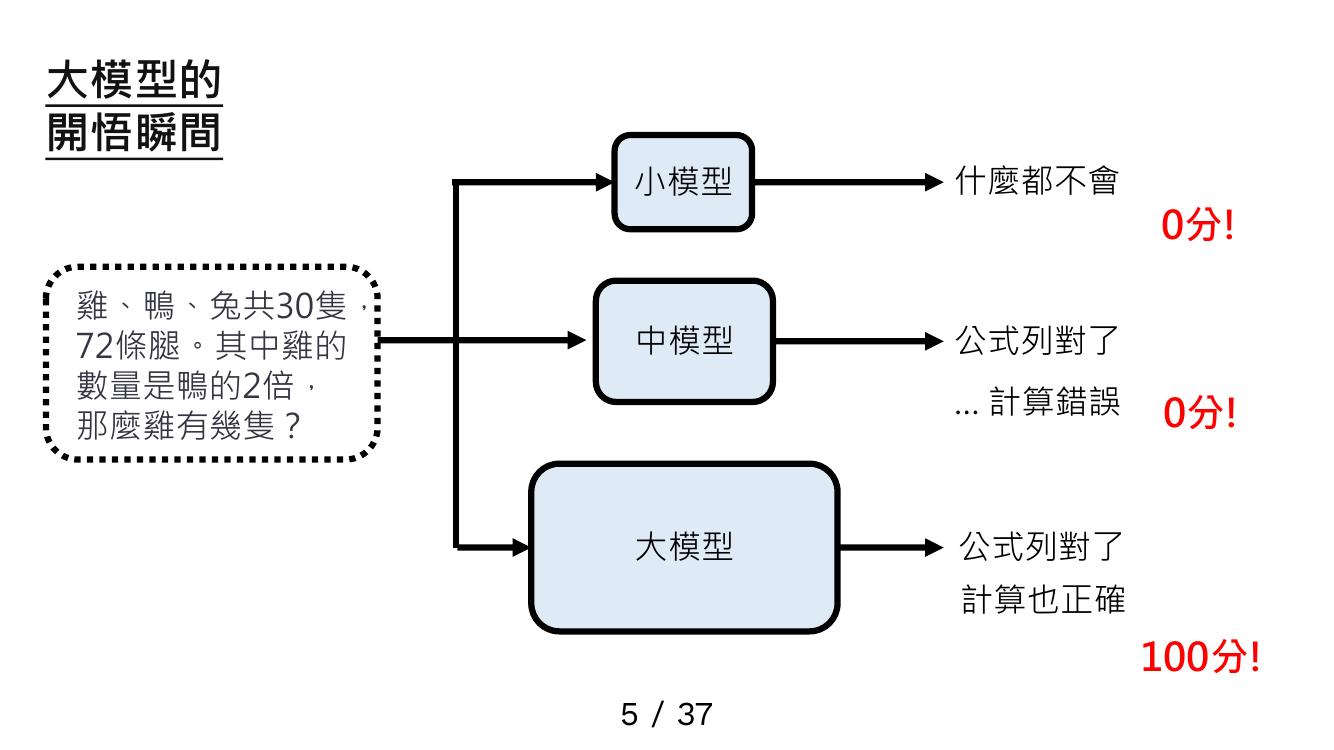 大模型的
開悟瞬間
雞、鴨、兔共30隻，
72條腿。其中雞的
數量是鴨的2倍，
那麼雞有幾隻？
小模型
什麼都不會
0分!
中模型
公式列對了
... 計算錯誤
0分!
大模型
公式列對了
計算也正確
100分!
5 / 37